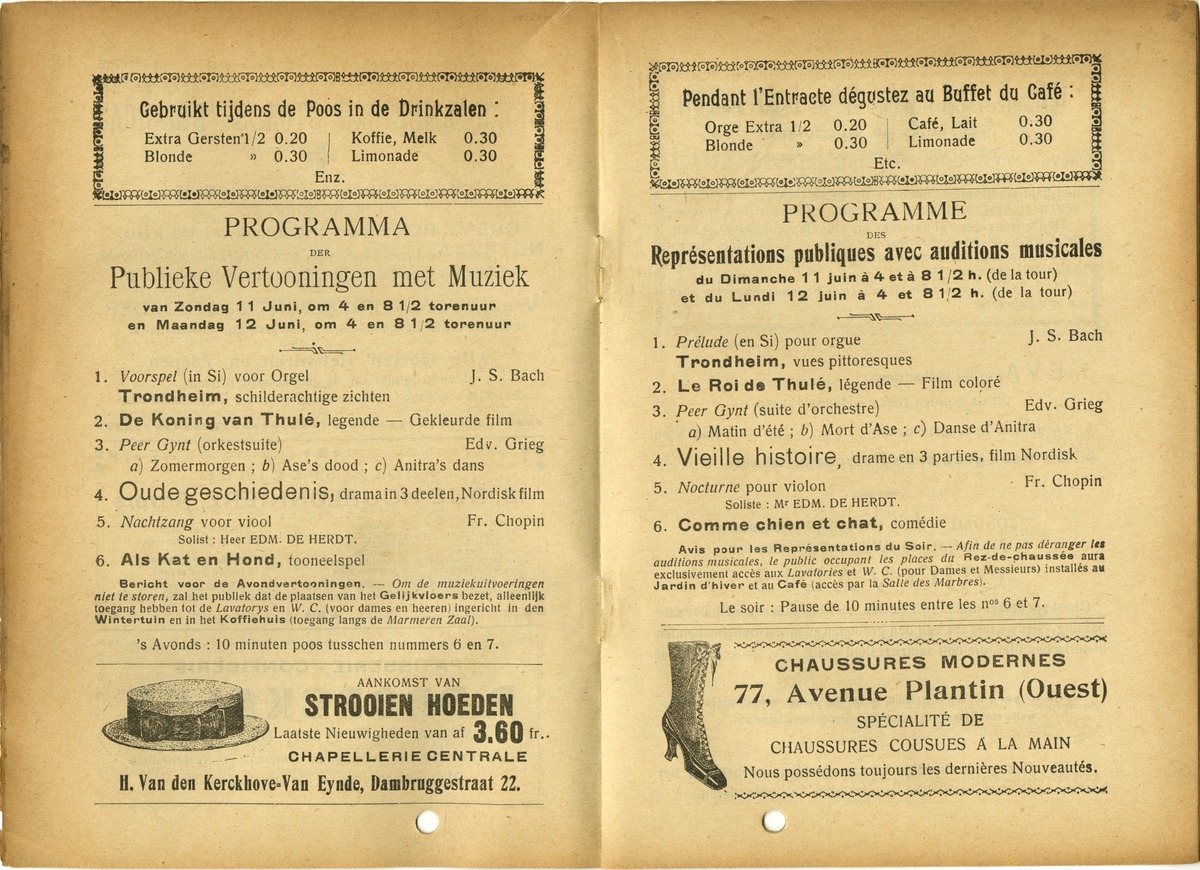 Gebruikt tijdens de Poos in de Drinkzalen :
Extra Gersten 1/2 0.20 | Koffie, Melk 0.30
Blonde » 0.30 | Limonade 0.30
Enz.
PROGRAMMA
DER
Publieke Vertooningen met Muziek
van Zondag 11 Juni, om 4 en 8 1/2 torenuur
en Maandag 12 Juni, om 4 en 8 1/2 torenuur
1. Voorspel (in Si) voor Orgel J. S. Bach
Trondheim, schilderachtige zichten
2. De Koning van Thulé, legende — Gekleurde film
3. Peer Gynt (orkestsuite) Edv. Grieg
a) Zomermorgen ; b) Ase's dood ; c) Anitra's dans
4. Oude geschiedenis, drama in 3 deelen, Nordisk film
5. Nachtzang voor viool Fr. Chopin
Solist : Heer EDM. DE HERDT.
6. Als Kat en Hond, tooneelspel
Bericht voor de Avondvertooningen. — Om de muziekuitvoeringen
niet te storen, zal het publiek dat de plaatsen van het Gelijkvloers bezet, alleenlijk
toegang hebben tot de Lavatorys en W. C. (voor dames en heeren) ingericht in den
Wintertuin en in het Koffiehuis (toegang langs de Marmeren Zaal).
's Avonds : 10 minuten poos tusschen nummers 6 en 7.
AANKOMST VAN
STROOIEN HOEDEN
Laatste Nieuwigheden van af 3.60 fr..
CHAPELLERIE CENTRALE
H. Van den Kerckhove-Van Eynde, Dambruggestraat 22.
Pendant l'Entracte dégustez au Buffet du Café :
Orge Extra 1/2 0.20 | Café, Lait 0.30
Blonde » 0.30 | Limonade 0.30
Etc.
PROGRAMME
DES
Représentations publiques avec auditions musicales
du Dimanche 11 juin à 4 et à 8 1/2 h. (de la tour)
et du Lundi 12 juin à 4 et 8 1/2 h. (de la tour)
1. Prélude (en Si) pour orgue J. S. Bach
Trondheim, vues pittoresques
2. Le Roi de Thulé, légende — Film coloré
3. Peer Gynt (suite d'orchestre) Edv. Grieg
a) Matin d'été ; b) Mort d'Ase ; c) Danse d'Anitra
4. Vieille histoire, drame en 3 parties, film Nordisk
5. Nocturne pour violon Fr. Chopin
Soliste : Mr EDM. DE HERDT.
6. Comme chien et chat, comédie
Avis pour les Représentations du Soir. — Afin de ne pas déranger les
auditions musicales, le public occupant les places du Rez-de-chaussée aura
exclusivement accès aux Lavatories et W. C. (pour Dames et Messieurs) installés au
Jardin d'hiver et au Café (accès par la Salle des Marbres).
Le soir : Pause de 10 minutes entre les nos 6 et 7.
CHAUSSURES MODERNES
77, Avenue Plantin (Ouest)
SPÉCIALITÉ DE
CHAUSSURES COUSUES A LA MAIN
Nous possédons toujours les dernières Nouveautés.